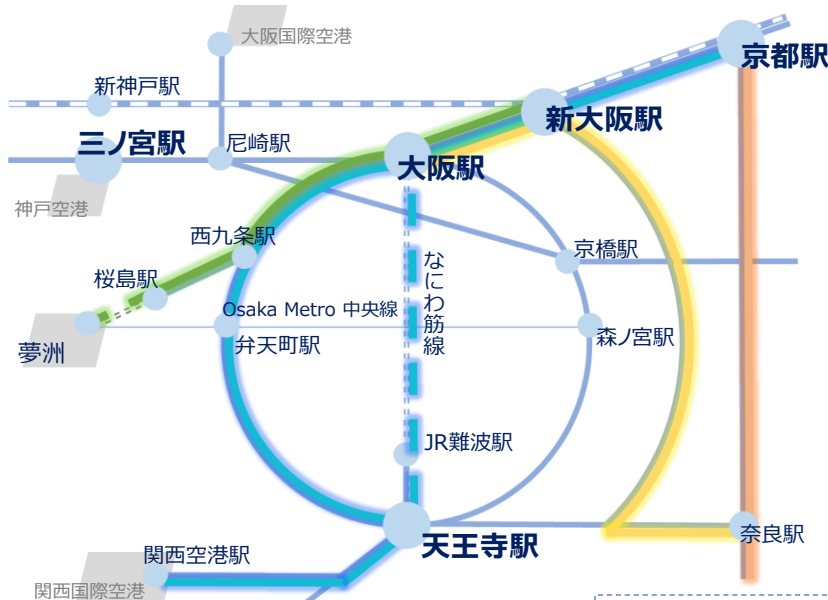 大阪国際空港
京都駅
新神戸駅
新大阪駅
三ノ宮駅
尼崎駅
大阪駅
神戸空港
西九条駅
京橋駅
桜島駅
なにわ筋線
Osaka Metro 中央線
夢洲
弁天町駅
森ノ宮駅
JR難波駅
天王寺駅
奈良駅
関西空港駅
関西国際空港